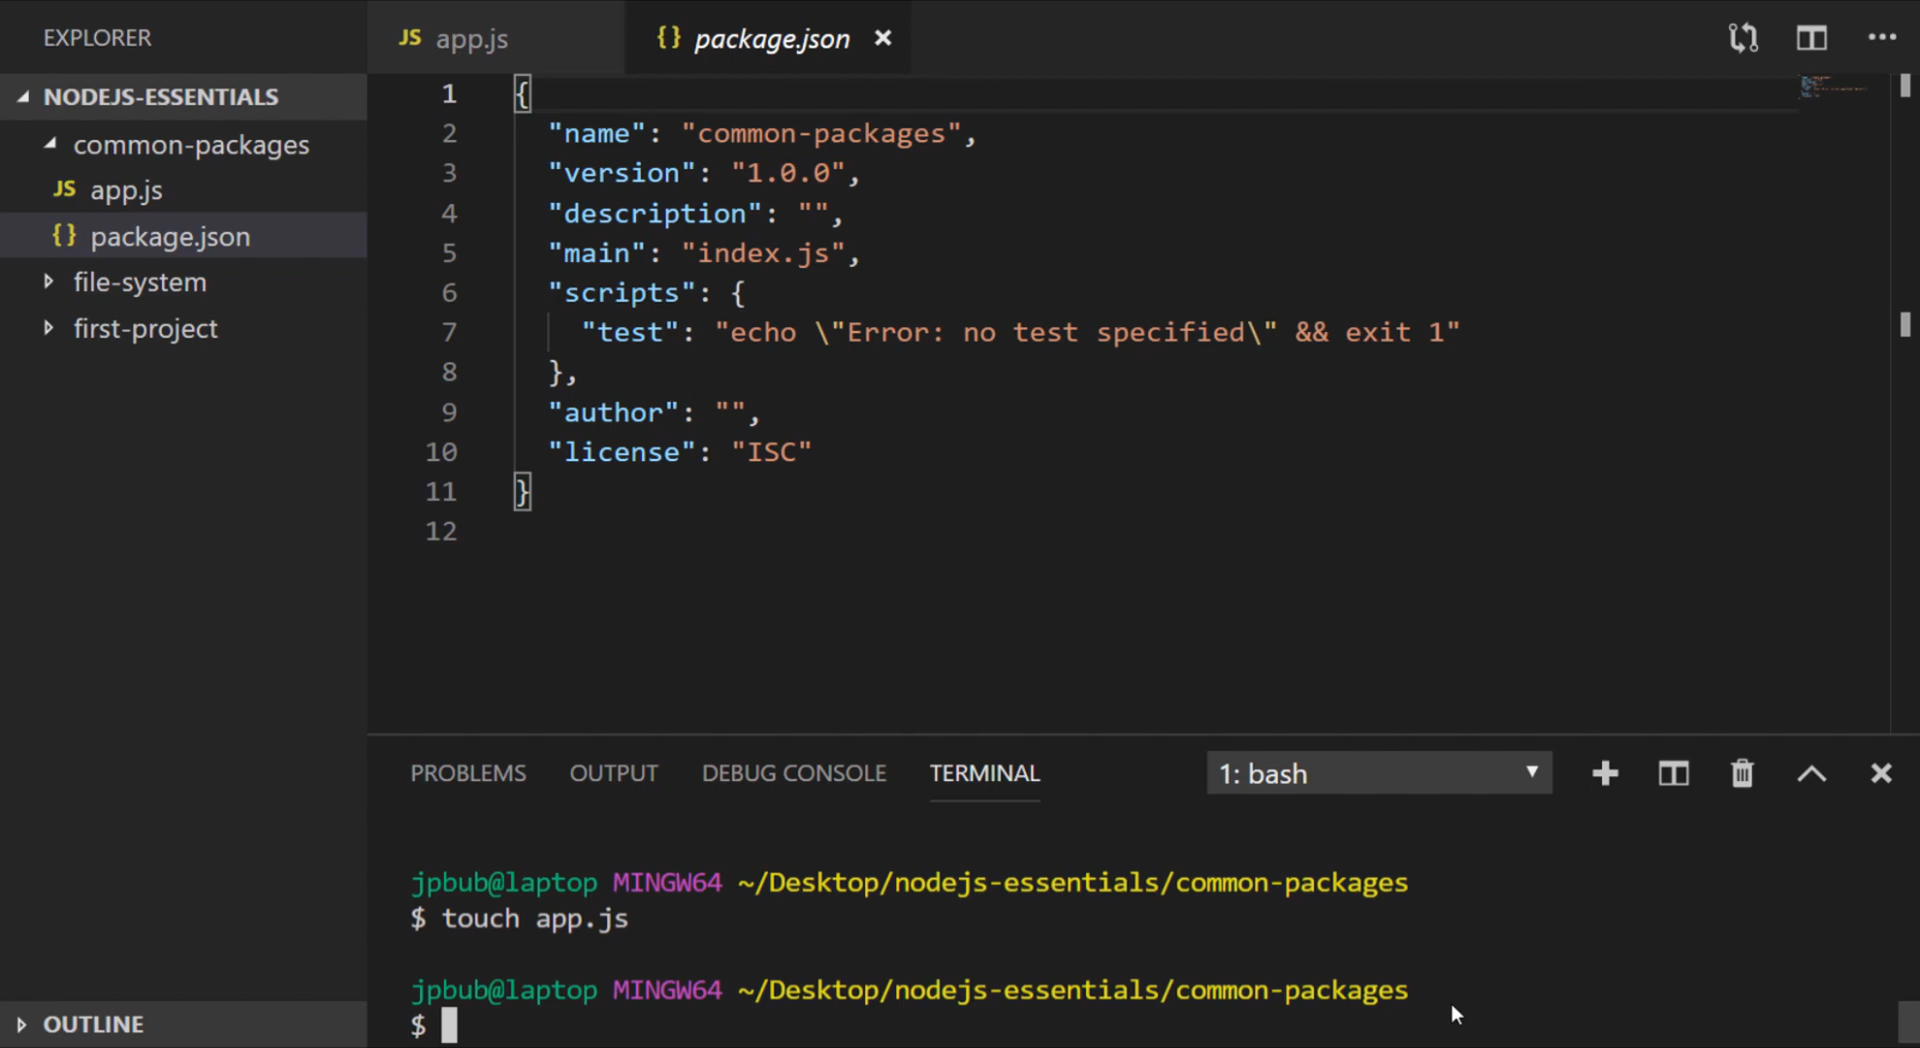 EXPLORER
NODEJS-ESSENTIALS
common-packages
JS app.js
{} package.json
file-system
first-project
OUTLINE
JS app.js
{} package.json
1 {
2 "name": "common-packages",
3 "version": "1.0.0",
4 "description": "",
5 "main": "index.js",
6 "scripts": {
7 "test": "echo \"Error: no test specified\" && exit 1"
8 },
9 "author": "",
10 "license": "ISC"
11 }
12
PROBLEMS OUTPUT DEBUG CONSOLE TERMINAL 1: bash
jpbub@laptop MINGW64 ~/Desktop/nodejs-essentials/common-packages
$ touch app.js
jpbub@laptop MINGW64 ~/Desktop/nodejs-essentials/common-packages
$